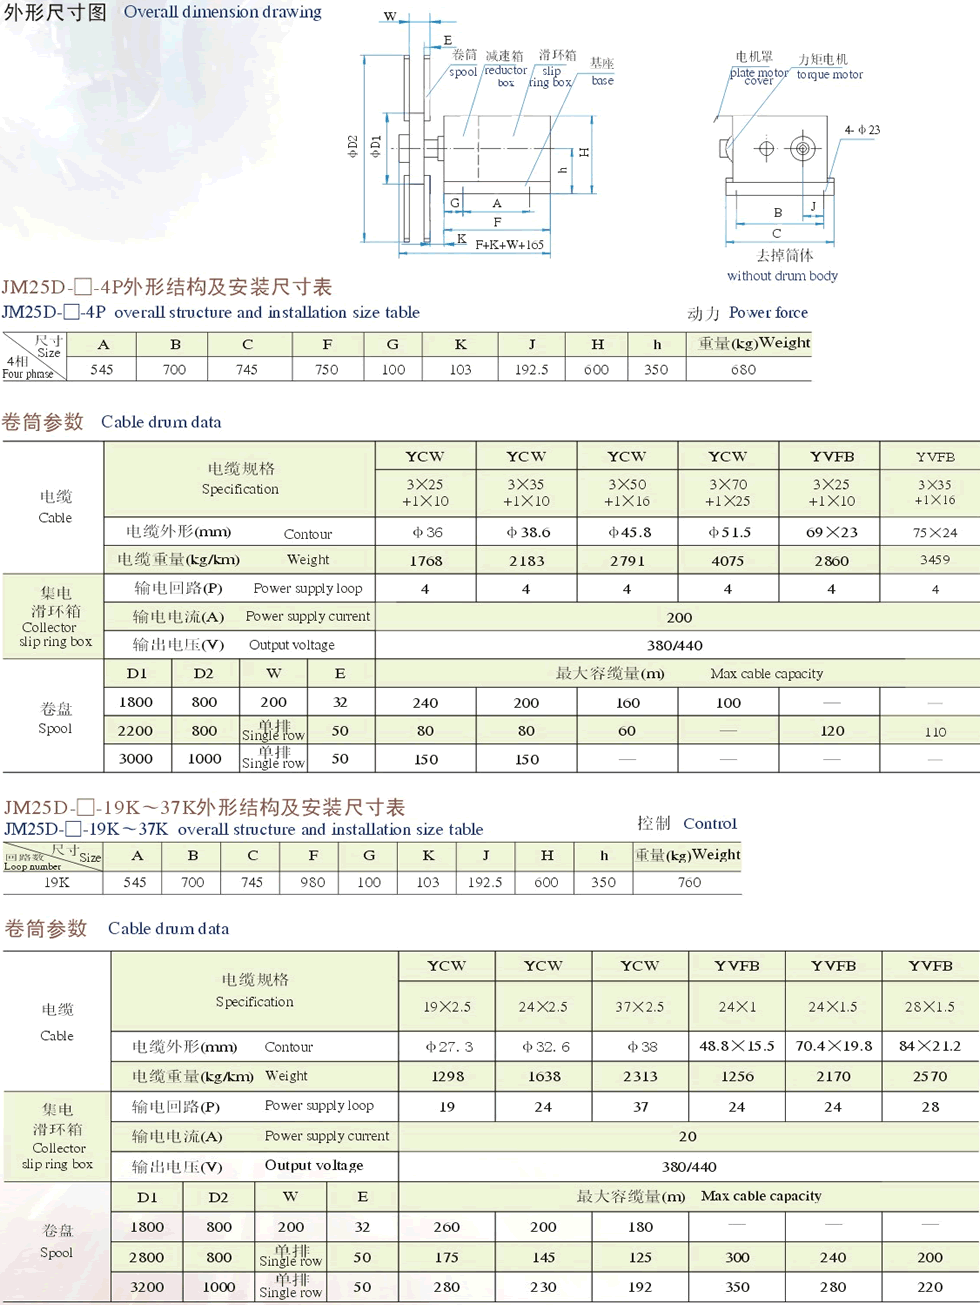 外形尺寸图 Overall dimension drawing
W
E
卷筒 减速箱 滑环箱 基座
spool reductor box slip ring box base
ΦD2 ΦD1 H h
G A
F
K F+K+W+165
电机罩 力矩电机
plate motor cover torque motor
4-Φ23
J
B
C
去掉筒体
without drum body
JM25D-□-4P外形结构及安装尺寸表
JM25D-□-4P overall structure and installation size table 动力 Power force
尺寸 Size 4相 Four phrase A B C F G K J H h 重量(kg)Weight
545 700 745 750 100 103 192.5 600 350 680
卷筒参数 Cable drum data
电缆 Cable
电缆规格 Specification YCW YCW YCW YCW YVFB YVFB
3×25 +1×10 3×35 +1×10 3×50 +1×16 3×70 +1×25 3×25 +1×10 3×35 +1×16
电缆外形(mm) Contour Φ36 Φ38.6 Φ45.8 Φ51.5 69×23 75×24
电缆重量(kg/km) Weight 1768 2183 2791 4075 2860 3459
集电滑环箱 Collector slip ring box
输电回路(P) Power supply loop 4 4 4 4 4 4
输电电流(A) Power supply current 200
输出电压(V) Output voltage 380/440
卷盘 Spool
D1 D2 W E 最大容缆量(m) Max cable capacity
1800 800 200 32 240 200 160 100 — —
2200 800 单排 Single row 50 80 80 60 — 120 110
3000 1000 单排 Single row 50 150 150 — — — —
JM25D-□-19K～37K外形结构及安装尺寸表
JM25D-□-19K～37K overall structure and installation size table 控制 Control
尺寸 Size 回路数 Loop number A B C F G K J H h 重量(kg)Weight
19K 545 700 745 980 100 103 192.5 600 350 760
卷筒参数 Cable drum data
电缆 Cable
电缆规格 Specification YCW YCW YCW YVFB YVFB YVFB
19×2.5 24×2.5 37×2.5 24×1 24×1.5 28×1.5
电缆外形(mm) Contour Φ27.3 Φ32.6 Φ38 48.8×15.5 70.4×19.8 84×21.2
电缆重量(kg/km) Weight 1298 1638 2313 1256 2170 2570
集电滑环箱 Collector slip ring box
输电回路(P) Power supply loop 19 24 37 24 24 28
输电电流(A) Power supply current 20
输出电压(V) Output voltage 380/440
卷盘 Spool
D1 D2 W E 最大容缆量(m) Max cable capacity
1800 800 200 32 260 200 180 — — —
2800 800 单排 Single row 50 175 145 125 300 240 200
3200 1000 单排 Single row 50 280 230 192 350 280 220